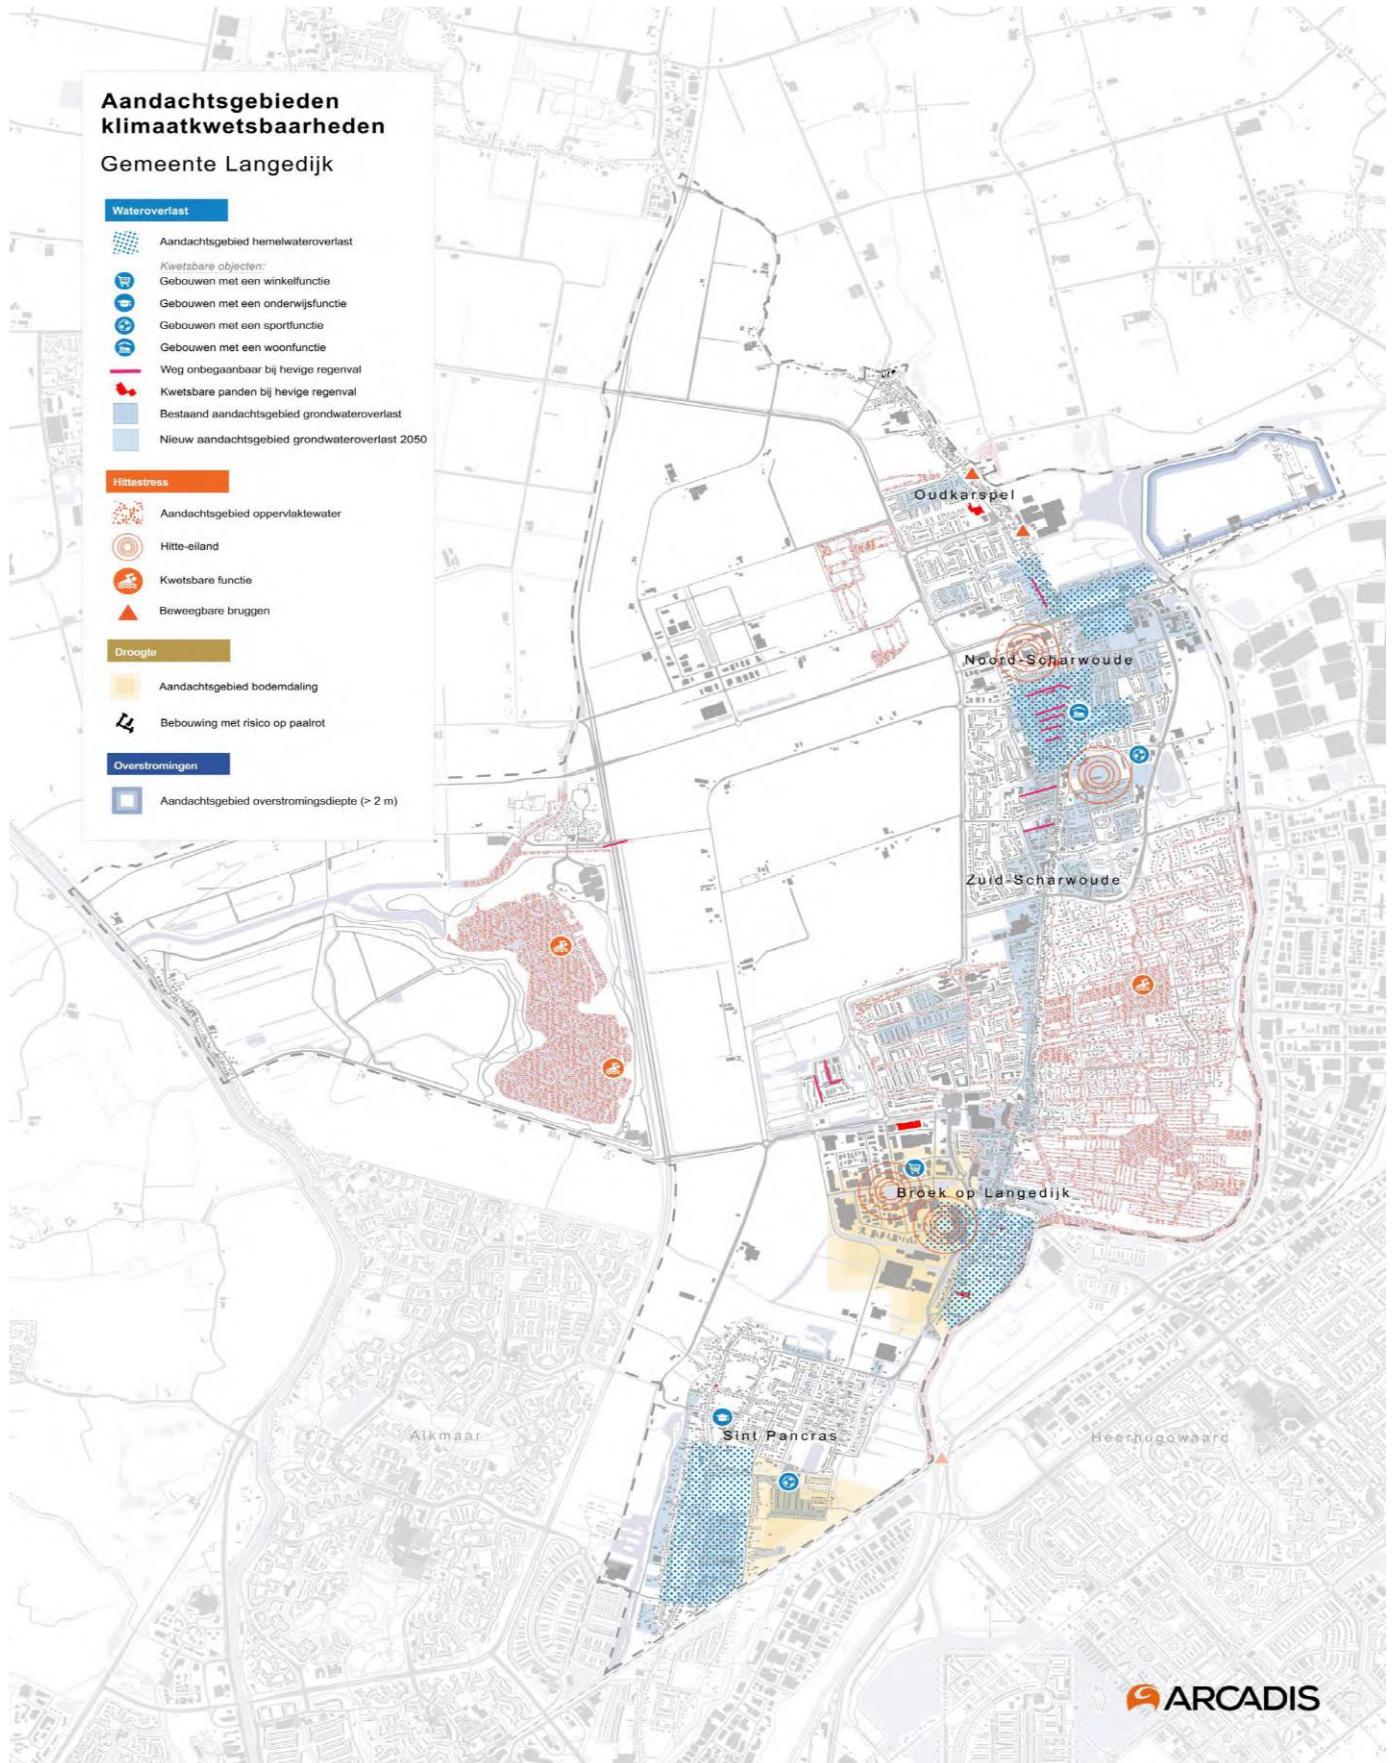 Aandachtsgebieden
klimaatkwetsbaarheden
Gemeente Langedijk
Wateroverlast
Aandachtsgebied hemelwateroverlast
Kwetsbare objecten:
Gebouwen met een winkelfunctie
Gebouwen met een onderwijsfunctie
Gebouwen met een sportfunctie
Gebouwen met een woonfunctie
Weg onbegaanbaar bij hevige regenval
Kwetsbare panden bij hevige regenval
Bestaand aandachtsgebied grondwateroverlast
Nieuw aandachtsgebied grondwateroverlast 2050
Hittestress
Aandachtsgebied oppervlaktewater
Hitte-eiland
Kwetsbare functie
Beweegbare bruggen
Droogte
Aandachtsgebied bodemdaling
Bebouwing met risico op paalrot
Overstromingen
Aandachtsgebied overstromingsdiepte (> 2 m)
Oudkarspel
Noord-Scharwoude
Zuid-Scharwoude
Broek op Langedijk
Sint Pancras
Alkmaar
Heerhugowaard
ARCADIS